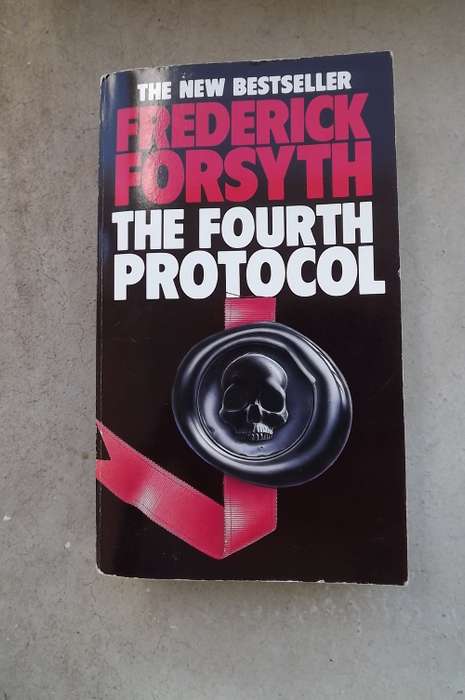 THE NEW BESTSELLER
FREDERICK
FORSYTH
THE FOURTH
PROTOCOL